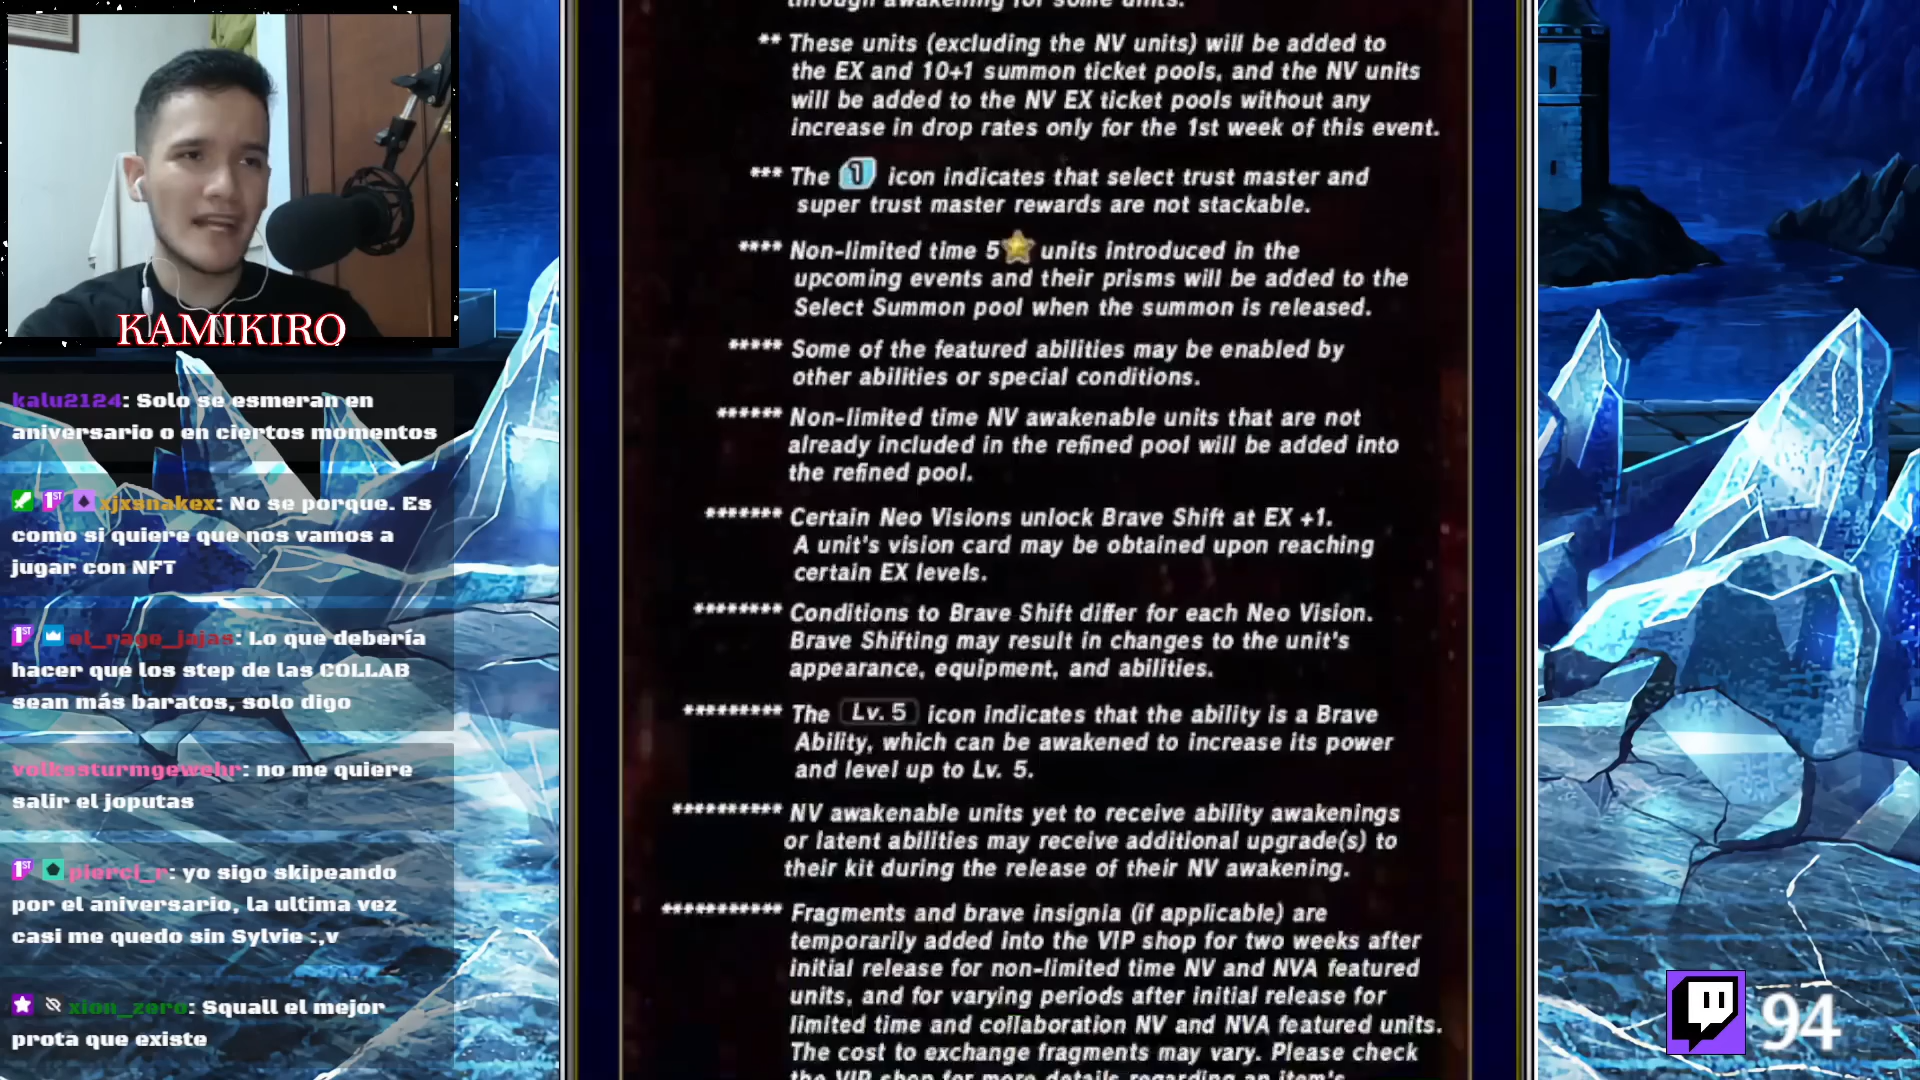 KAMIKIRO
kalu2124: Solo se esmeran en
aniversario o en ciertos momentos
1ST xjxsnakex: No se porque. Es
como si quiere que nos vamos a
jugar con NFT
1ST et_rage_jajas: Lo que debería
hacer que los step de las COLLAB
sean más baratos, solo digo
volkssturmgewehr: no me quiere
salir el joputas
1ST pierci_r: yo sigo skipeando
por el aniversario, la ultima vez
casi me quedo sin Sylvie :,v
xion_zero: Squall el mejor
prota que existe
through awakening for some units.
** These units (excluding the NV units) will be added to
the EX and 10+1 summon ticket pools, and the NV units
will be added to the NV EX ticket pools without any
increase in drop rates only for the 1st week of this event.
*** The 1 icon indicates that select trust master and
super trust master rewards are not stackable.
**** Non-limited time 5 units introduced in the
upcoming events and their prisms will be added to the
Select Summon pool when the summon is released.
***** Some of the featured abilities may be enabled by
other abilities or special conditions.
****** Non-limited time NV awakenable units that are not
already included in the refined pool will be added into
the refined pool.
******* Certain Neo Visions unlock Brave Shift at EX +1.
A unit's vision card may be obtained upon reaching
certain EX levels.
******** Conditions to Brave Shift differ for each Neo Vision.
Brave Shifting may result in changes to the unit's
appearance, equipment, and abilities.
********* The Lv. 5 icon indicates that the ability is a Brave
Ability, which can be awakened to increase its power
and level up to Lv. 5.
********** NV awakenable units yet to receive ability awakenings
or latent abilities may receive additional upgrade(s) to
their kit during the release of their NV awakening.
*********** Fragments and brave insignia (if applicable) are
temporarily added into the VIP shop for two weeks after
initial release for non-limited time NV and NVA featured
units, and for varying periods after initial release for
limited time and collaboration NV and NVA featured units.
The cost to exchange fragments may vary. Please check
the VIP shop for more details regarding an item's
94